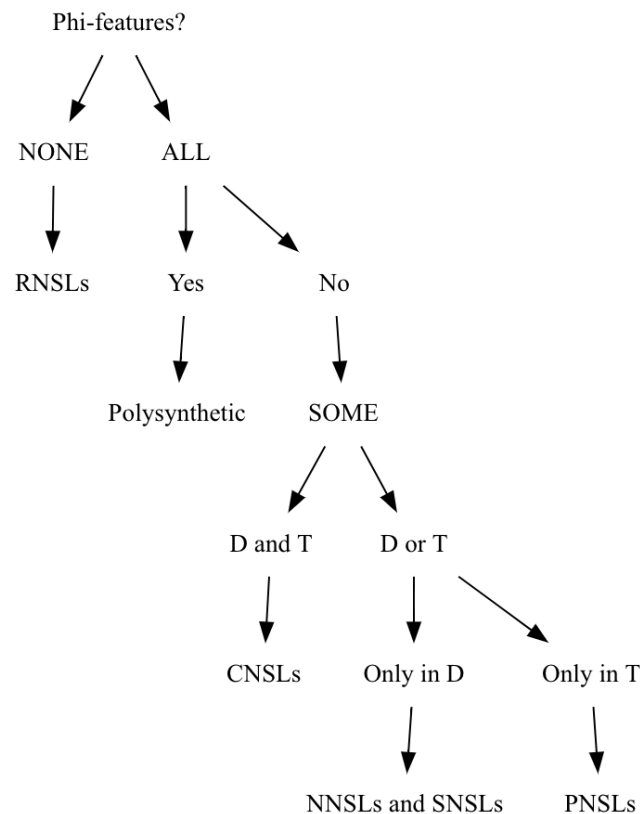 Phi-features?
NONE ALL
RNSLs Yes No
Polysynthetic SOME
D and T D or T
CNSLs Only in D Only in T
NNSLs and SNSLs PNSLs